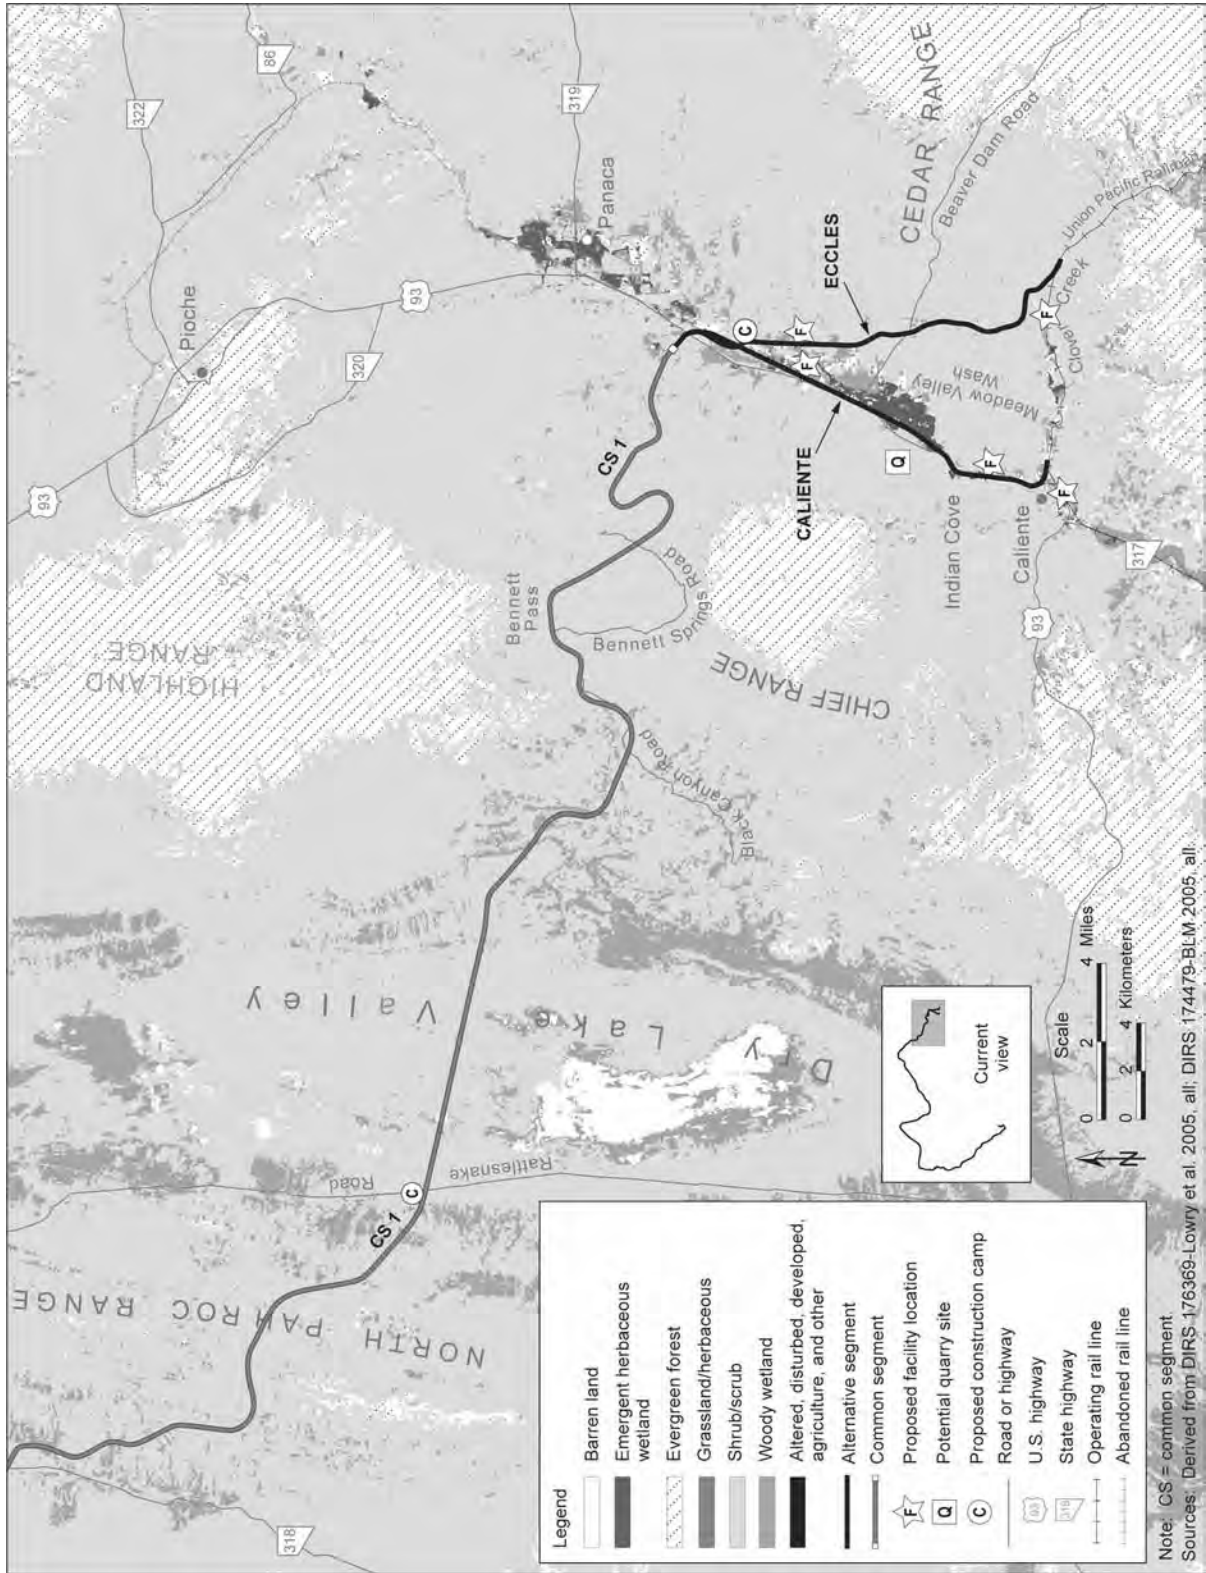 322
86
Pioche
93
320
93
319
Panaca
HIGHLAND
RANGE
Bennett
Pass
CS 1
Bennett Springs Road
CHIEF RANGE
Black Canyon Road
CEDAR RANGE
Beaver Dam Road
ECCLES
C
F
F
CALIENTE
Q
Meadow Valley
Wash
Union Pacific Railroad
Clover Creek
F
F
Indian Cove
Caliente
F
317
93
Dry Lake Valley
Rattlesnake Road
C
CS 1
NORTH PAHROC RANGE
318
Current
view
Scale
0 2 4 Miles
0 2 4 Kilometers
N
Legend
Barren land
Emergent herbaceous
wetland
Evergreen forest
Grassland/herbaceous
Shrub/scrub
Woody wetland
Altered, disturbed, developed,
agriculture, and other
Alternative segment
Common segment
F Proposed facility location
Q Potential quarry site
C Proposed construction camp
Road or highway
93 U.S. highway
318 State highway
Operating rail line
Abandoned rail line
Note: CS = common segment.
Sources: Derived from DIRS 176369-Lowry et al. 2005, all; DIRS 174479-BLM 2005, all.